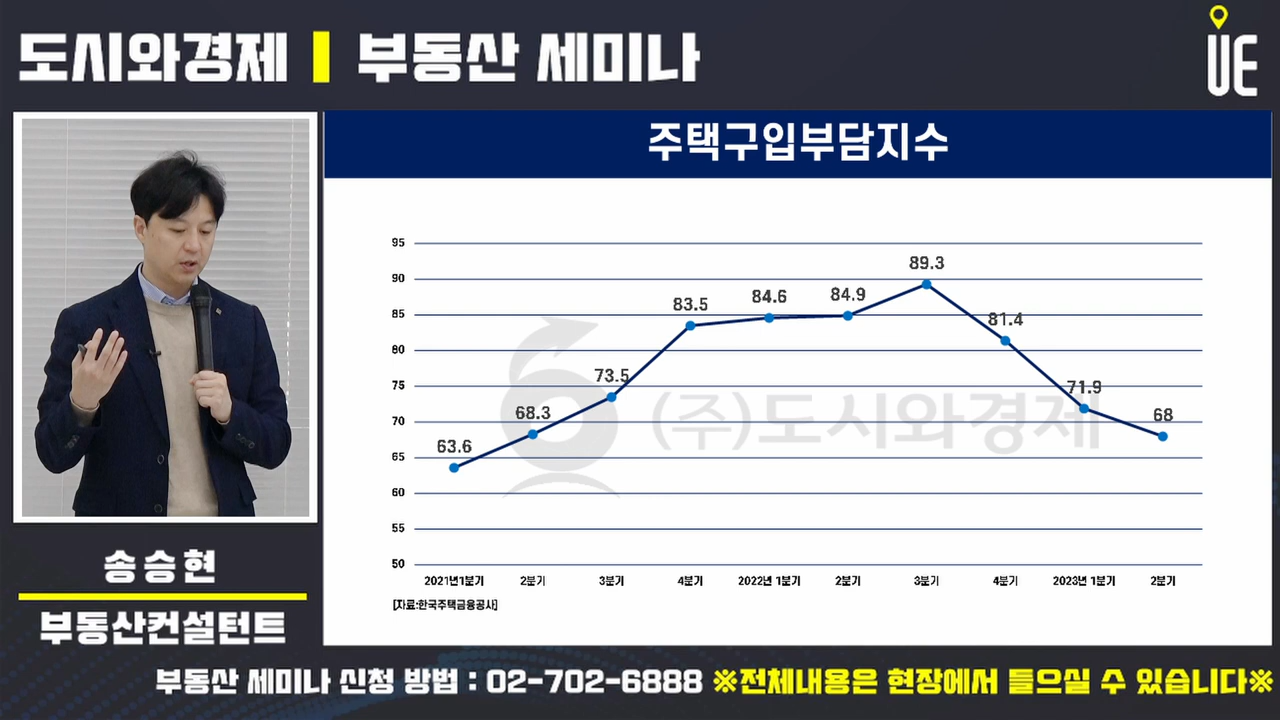 도시와경제 부동산 세미나
UE
주택구입부담지수
95
90
85
80
75
70
65
60
55
50
63.6
68.3
73.5
83.5
84.6
84.9
89.3
81.4
71.9
68
(주)도시와경제
2021년1분기 2분기 3분기 4분기 2022년 1분기 2분기 3분기 4분기 2023년 1분기 2분기
[자료:한국주택금융공사]
송승현
부동산컨설턴트
부동산 세미나 신청 방법 : 02-702-6888 ※전체내용은 현장에서 들으실 수 있습니다※